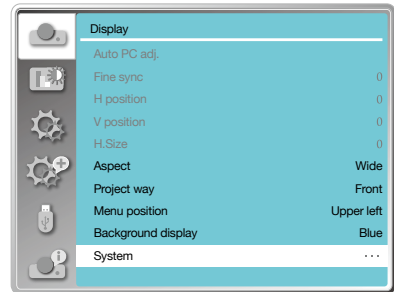 Display
Auto PC adj.
Fine sync 0
H position 0
V position 0
H.Size 0
Aspect Wide
Project way Front
Menu position Upper left
Background display Blue
System ···